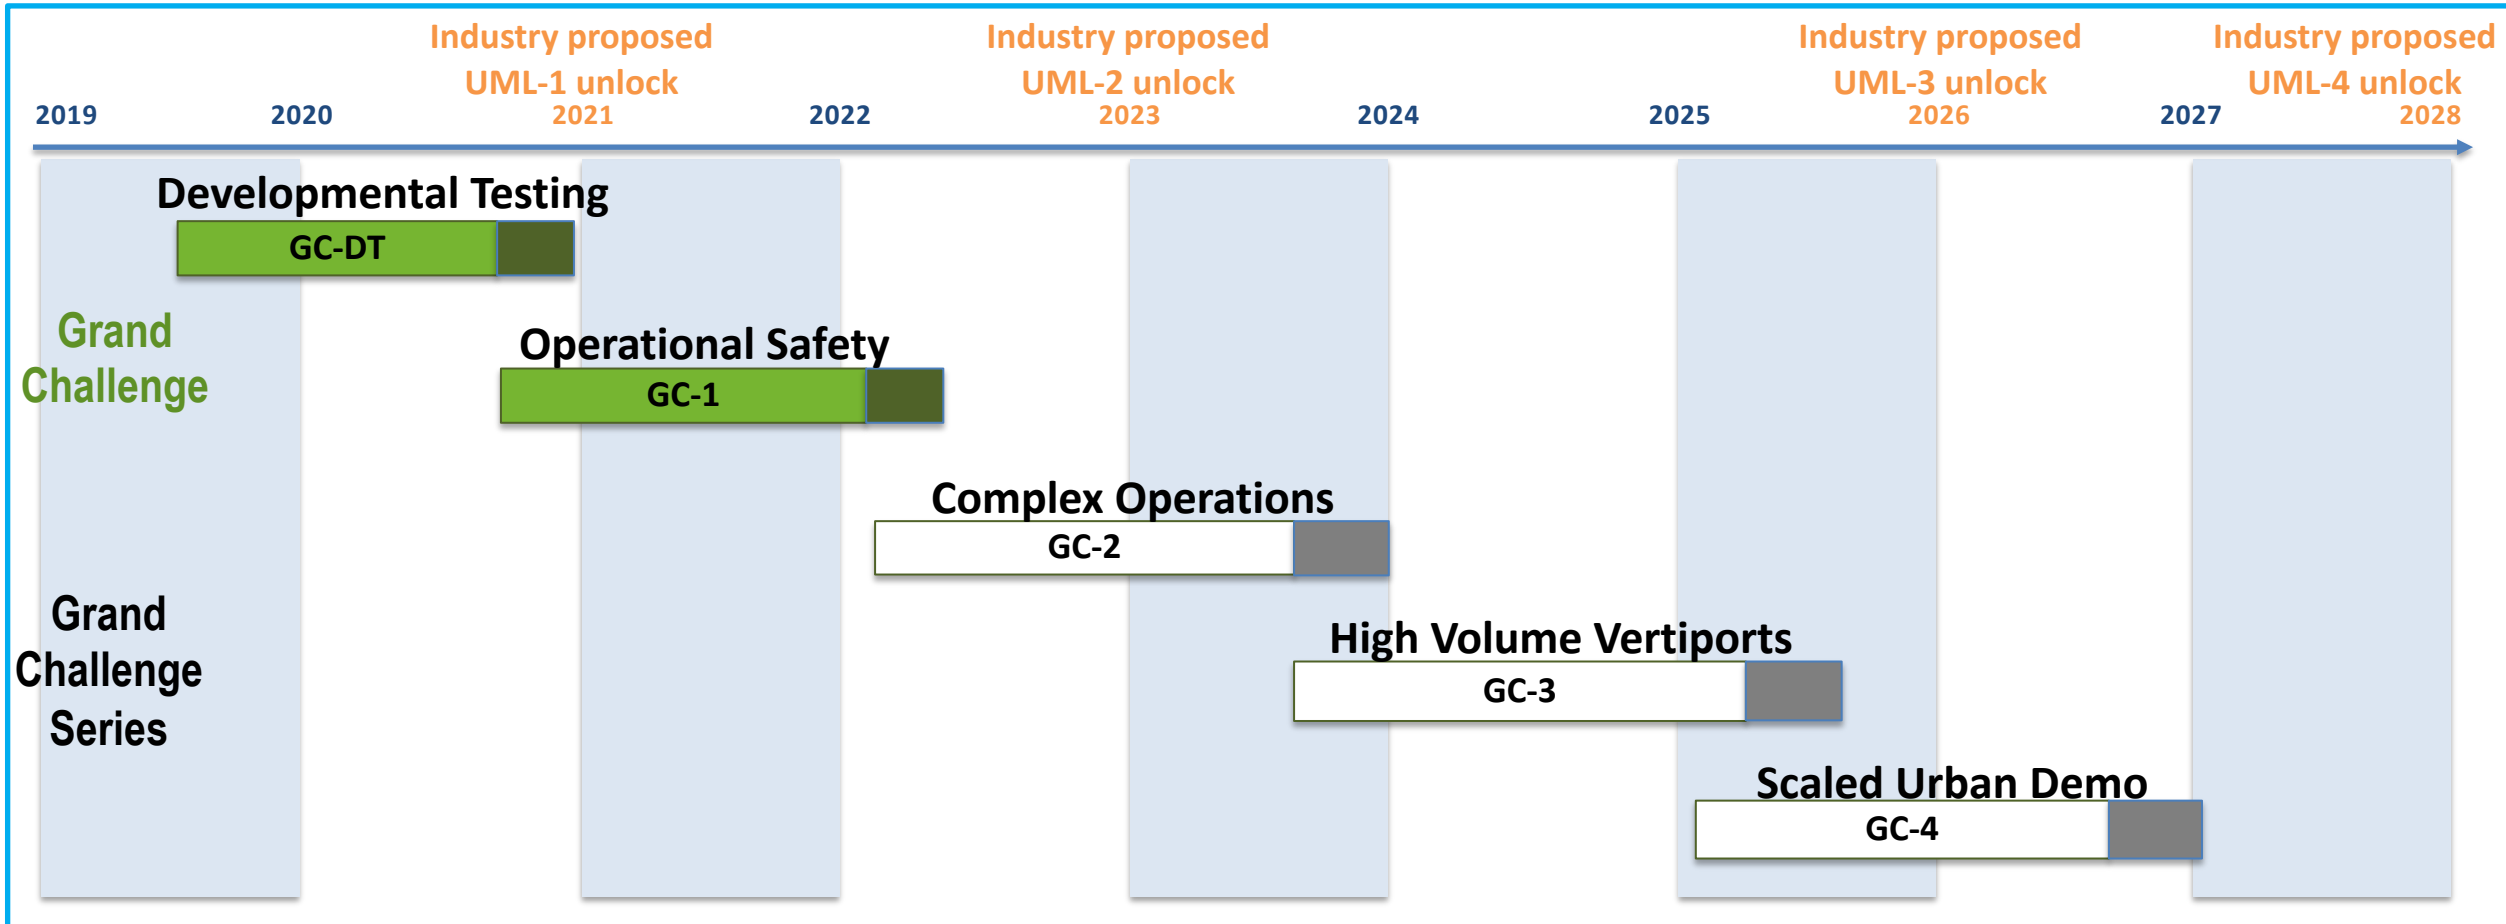 Industry proposed
UML-1 unlock
Industry proposed
UML-2 unlock
Industry proposed
UML-3 unlock
Industry proposed
UML-4 unlock
2019 2020 2021 2022 2023 2024 2025 2026 2027 2028
Developmental Testing
GC-DT
Grand
Challenge
Operational Safety
GC-1
Complex Operations
GC-2
Grand
Challenge
Series
High Volume Vertiports
GC-3
Scaled Urban Demo
GC-4